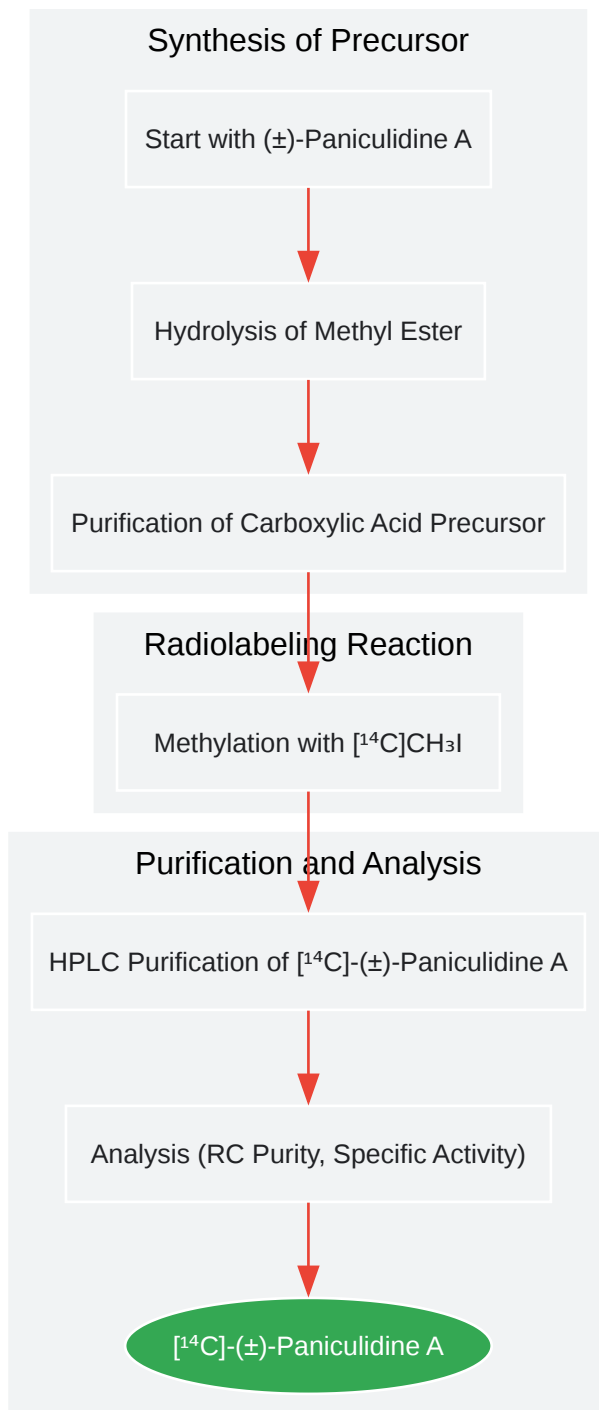 Synthesis of Precursor
Start with (±)-Paniculidine A
Hydrolysis of Methyl Ester
Purification of Carboxylic Acid Precursor
Radiolabeling Reaction
Methylation with [¹⁴C]CH₃I
Purification and Analysis
HPLC Purification of [¹⁴C]-(±)-Paniculidine A
Analysis (RC Purity, Specific Activity)
[¹⁴C]-(±)-Paniculidine A